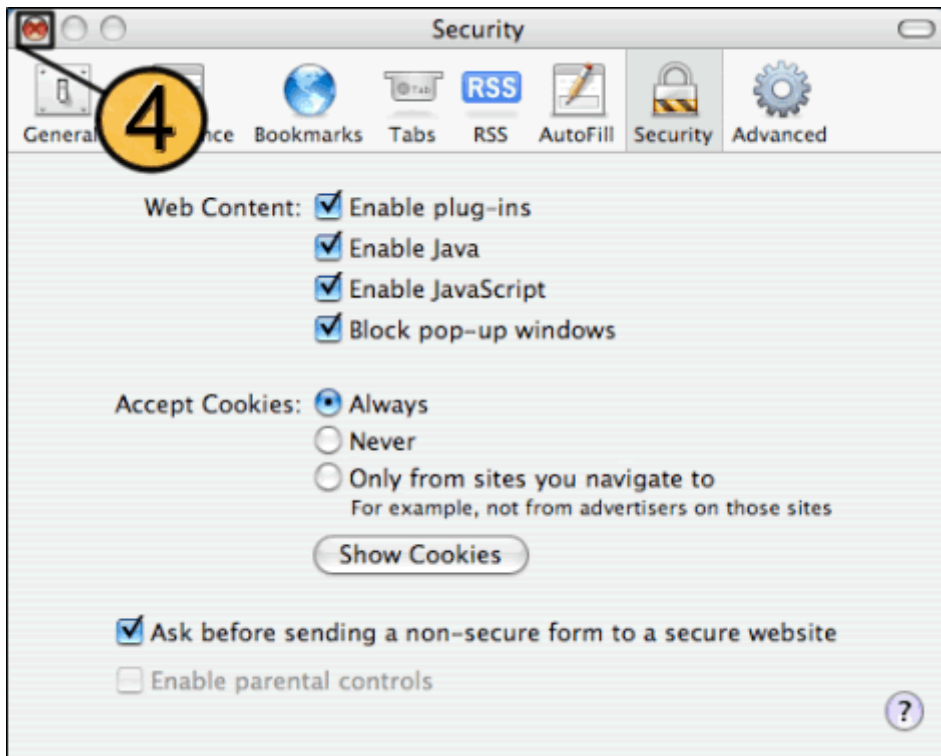 Security
4
General nce Bookmarks Tabs RSS AutoFill Security Advanced
Tab
RSS
Web Content: Enable plug-ins
Enable Java
Enable JavaScript
Block pop-up windows
Accept Cookies: Always
Never
Only from sites you navigate to
For example, not from advertisers on those sites
Show Cookies
Ask before sending a non-secure form to a secure website
Enable parental controls
?